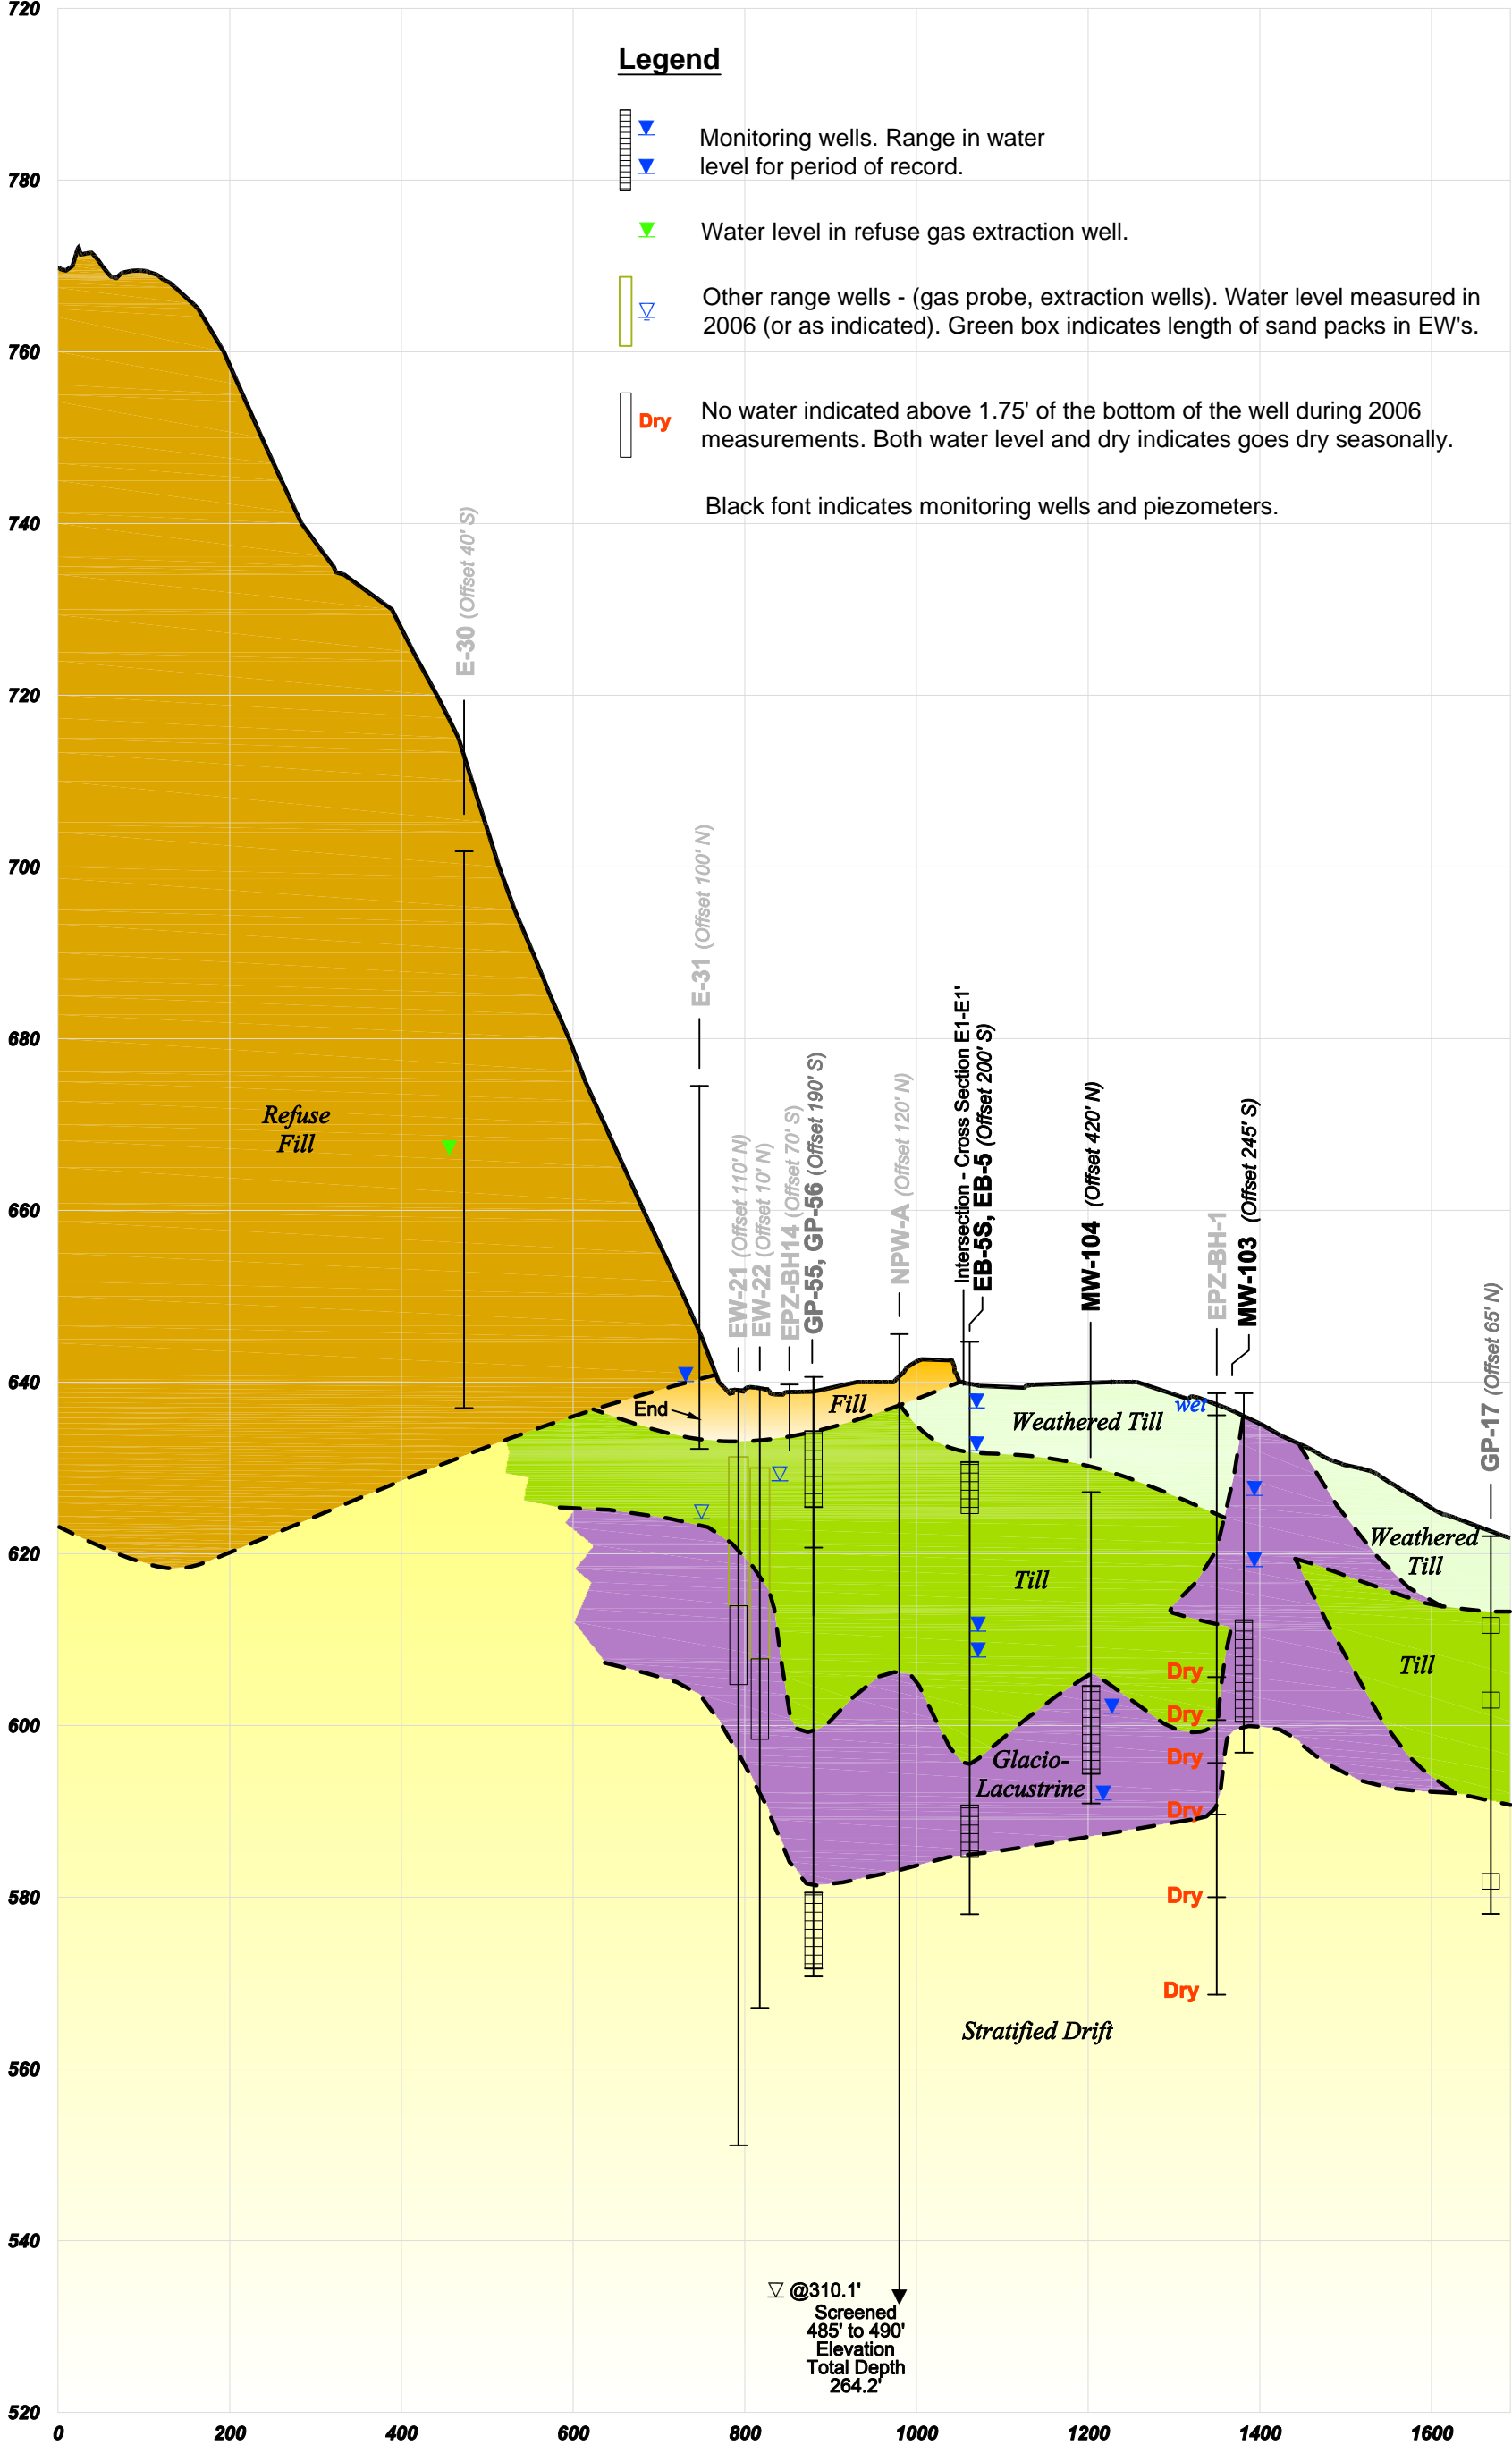 720
780
760
740
720
700
680
660
640
620
600
580
560
540
520
Legend
Monitoring wells. Range in water
level for period of record.
Water level in refuse gas extraction well.
Other range wells - (gas probe, extraction wells). Water level measured in
2006 (or as indicated). Green box indicates length of sand packs in EW's.
Dry
No water indicated above 1.75' of the bottom of the well during 2006
measurements. Both water level and dry indicates goes dry seasonally.
Black font indicates monitoring wells and piezometers.
E-30 (Offset 40' S)
E-31 (Offset 100' N)
EW-21 (Offset 110' N)
EW-22 (Offset 10' N)
EPZ-BH14 (Offset 70' S)
GP-55, GP-56 (Offset 190' S)
NPW-A (Offset 120' N)
Intersection - Cross Section E1-E1'
EB-5S, EB-5 (Offset 200' S)
MW-104 (Offset 420' N)
EPZ-BH-1
MW-103 (Offset 245' S)
GP-17 (Offset 65' N)
Refuse
Fill
End
Fill
Weathered Till
wet
Weathered
Till
Till
Till
Glacio-
Lacustrine
Dry
Dry
Dry
Dry
Dry
Dry
Stratified Drift
@310.1'
Screened
485' to 490'
Elevation
Total Depth
264.2'
0
200
400
600
800
1000
1200
1400
1600